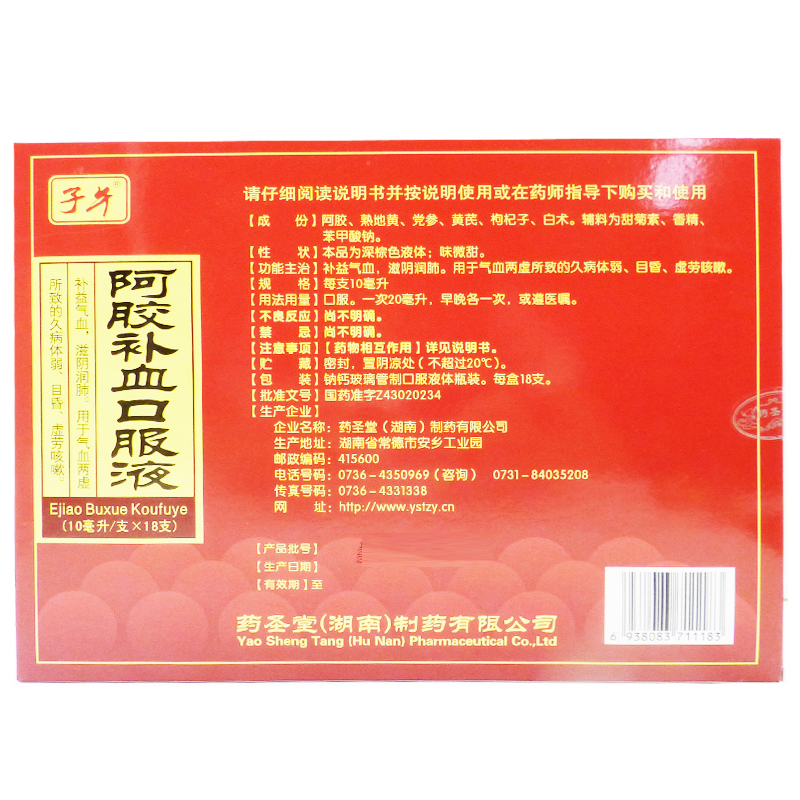 子年®
请仔细阅读说明书并按说明使用或在药师指导下购买和使用
【成　份】阿胶、熟地黄、党参、黄芪、枸杞子、白术。辅料为甜菊素、香精、
苯甲酸钠。
【性　状】本品为深棕色液体；味微甜。
【功能主治】补益气血，滋阴润肺。用于气血两虚所致的久病体弱、目昏、虚劳咳嗽。
【规　格】每支10毫升
【用法用量】口服。一次20毫升，早晚各一次，或遵医嘱。
【不良反应】尚不明确。
【禁　忌】尚不明确。
【注意事项】【药物相互作用】详见说明书。
【贮　藏】密封，置阴凉处（不超过20℃）。
【包　装】钠钙玻璃管制口服液体瓶装。每盒18支。
【批准文号】国药准字Z43020234
【生产企业】
企业名称：药圣堂（湖南）制药有限公司
生产地址：湖南省常德市安乡工业园
邮政编码：415600
电话号码：0736-4350969（咨询） 0731-84035208
传真号码：0736-4331338
网　　址：http://www.ystzy.cn
【产品批号】
【生产日期】
【有效期】至
阿胶补血口服液
补益气血，滋阴润肺。用于气血两虚
所致的久病体弱、目昏、虚劳咳嗽。
Ejiao Buxue Koufuye
（10毫升/支×18支）
药圣堂（湖南）制药有限公司
Yao Sheng Tang (Hu Nan) Pharmaceutical Co.,Ltd
6 938083 711183